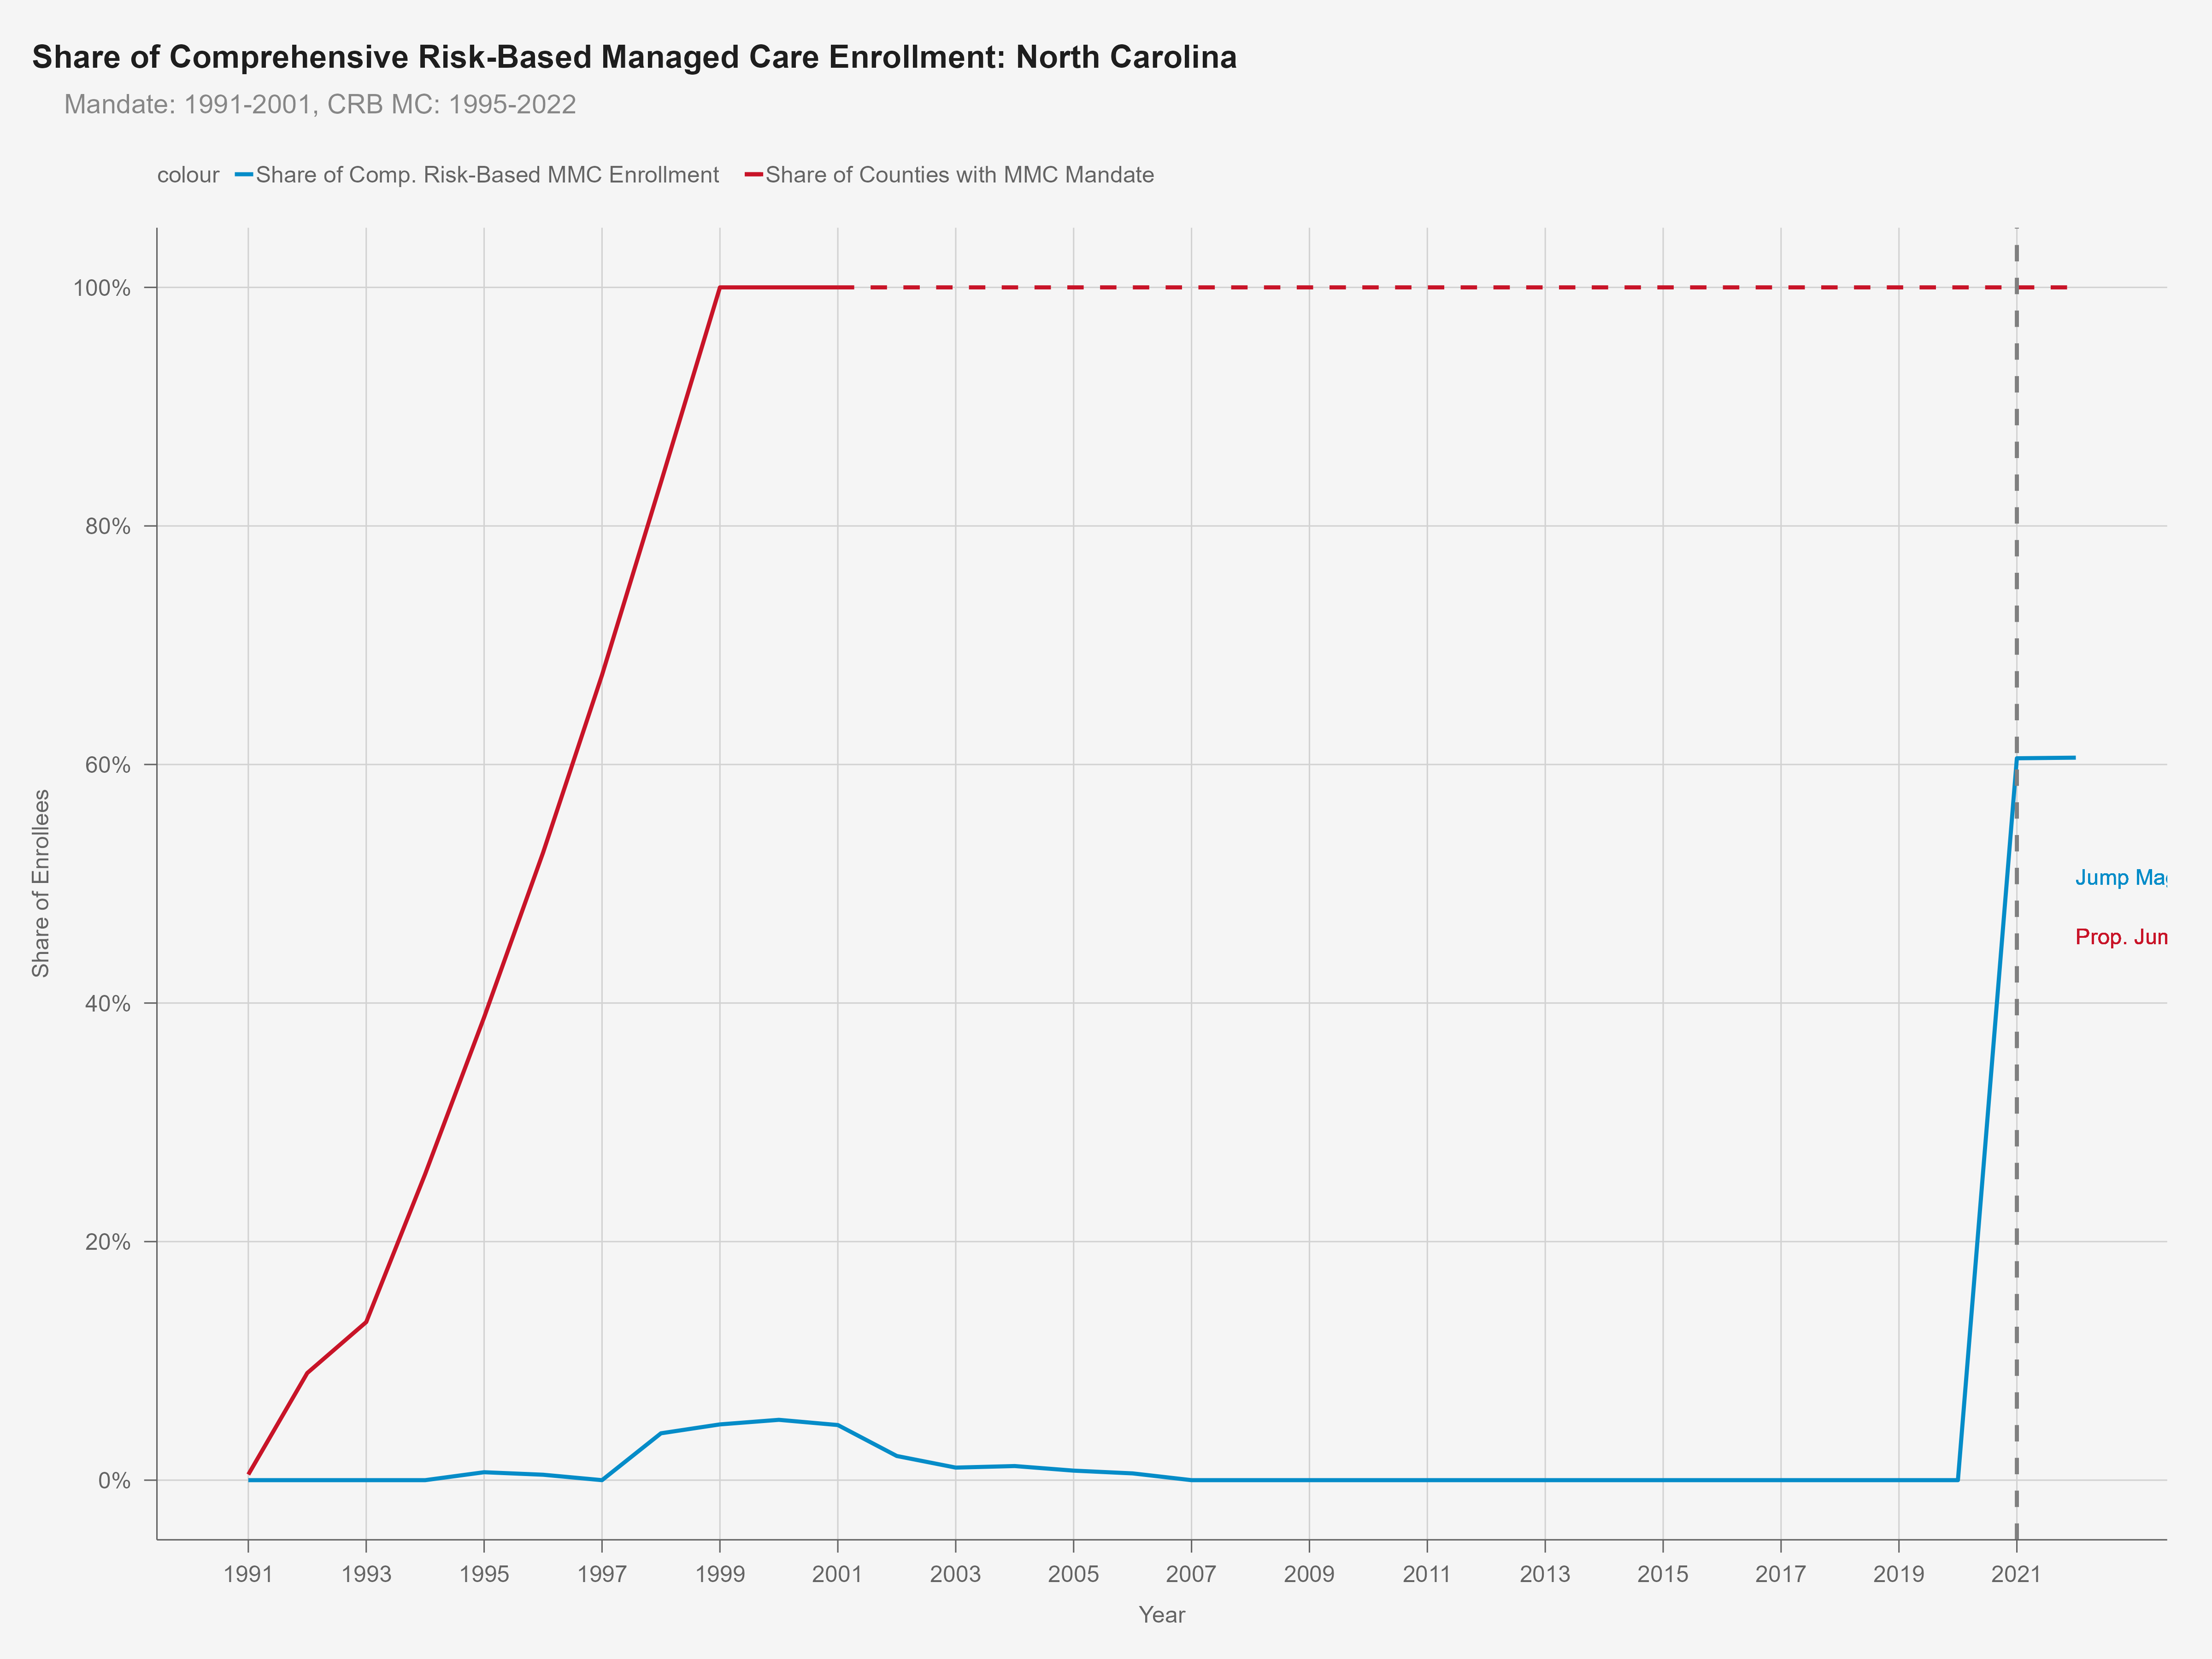 Share of Comprehensive Risk-Based Managed Care Enrollment: North Carolina
Mandate: 1991-2001, CRB MC: 1995-2022
colour Share of Comp. Risk-Based MMC Enrollment Share of Counties with MMC Mandate
Share of Enrollees
100%
80%
60%
40%
20%
0%
Jump
Prop.
1991 1993 1995 1997 1999 2001 2003 2005 2007 2009 2011 2013 2015 2017 2019 2021
Year